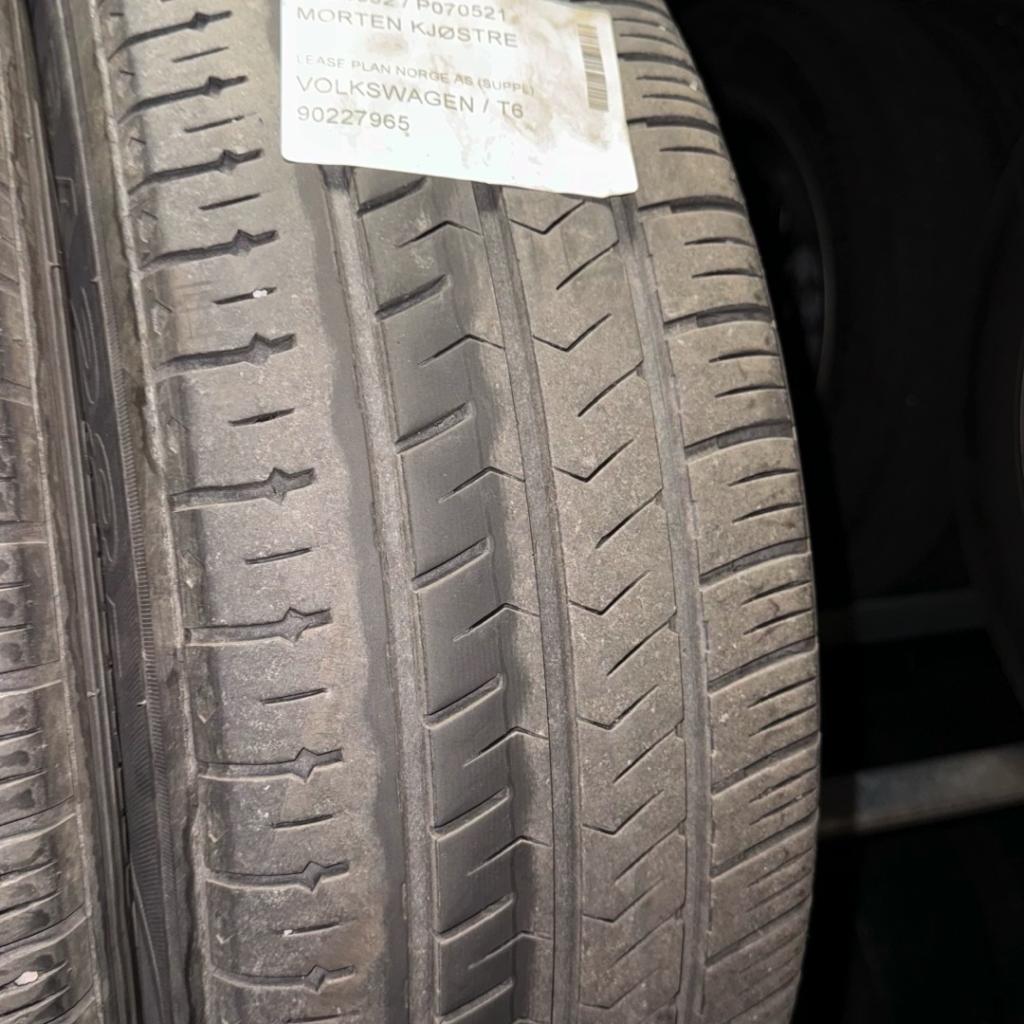 P070521
MORTEN KJØSTRE
LEASE PLAN NORGE AS (SUPPL)
VOLKSWAGEN / T6
90227965